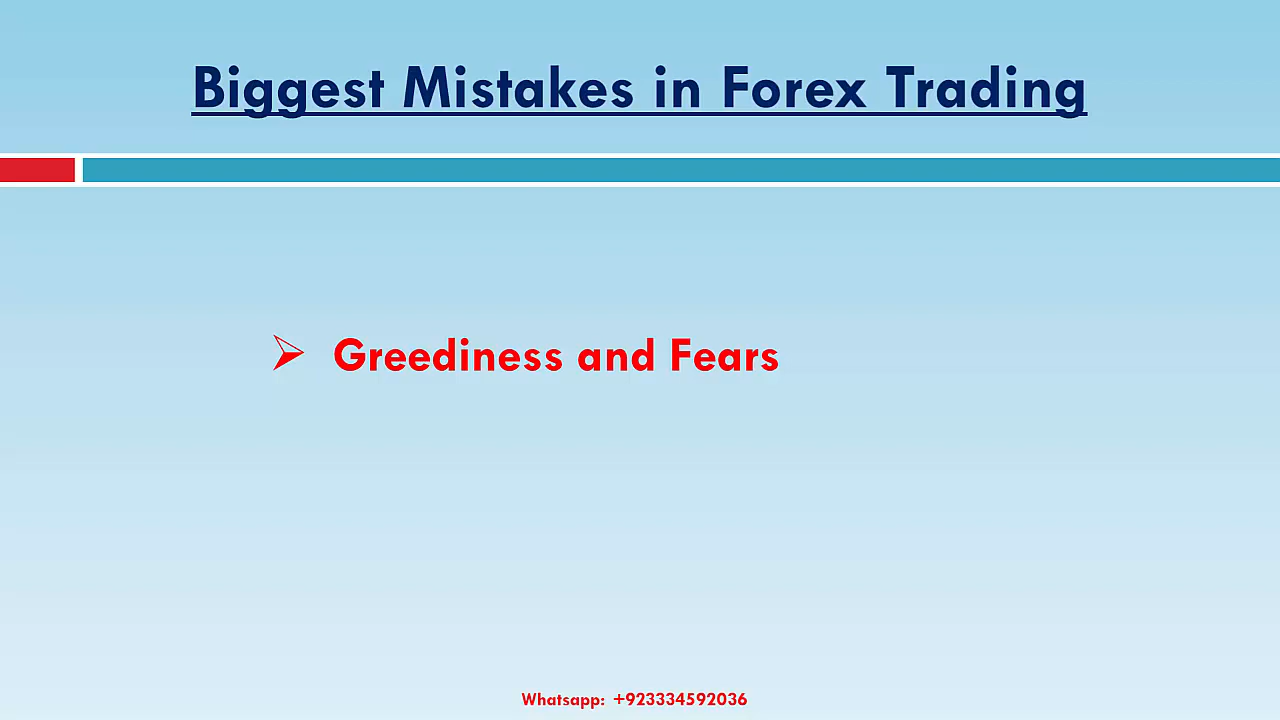 Biggest Mistakes in Forex Trading
➢ Greediness and Fears
Whatsapp: +923334592036